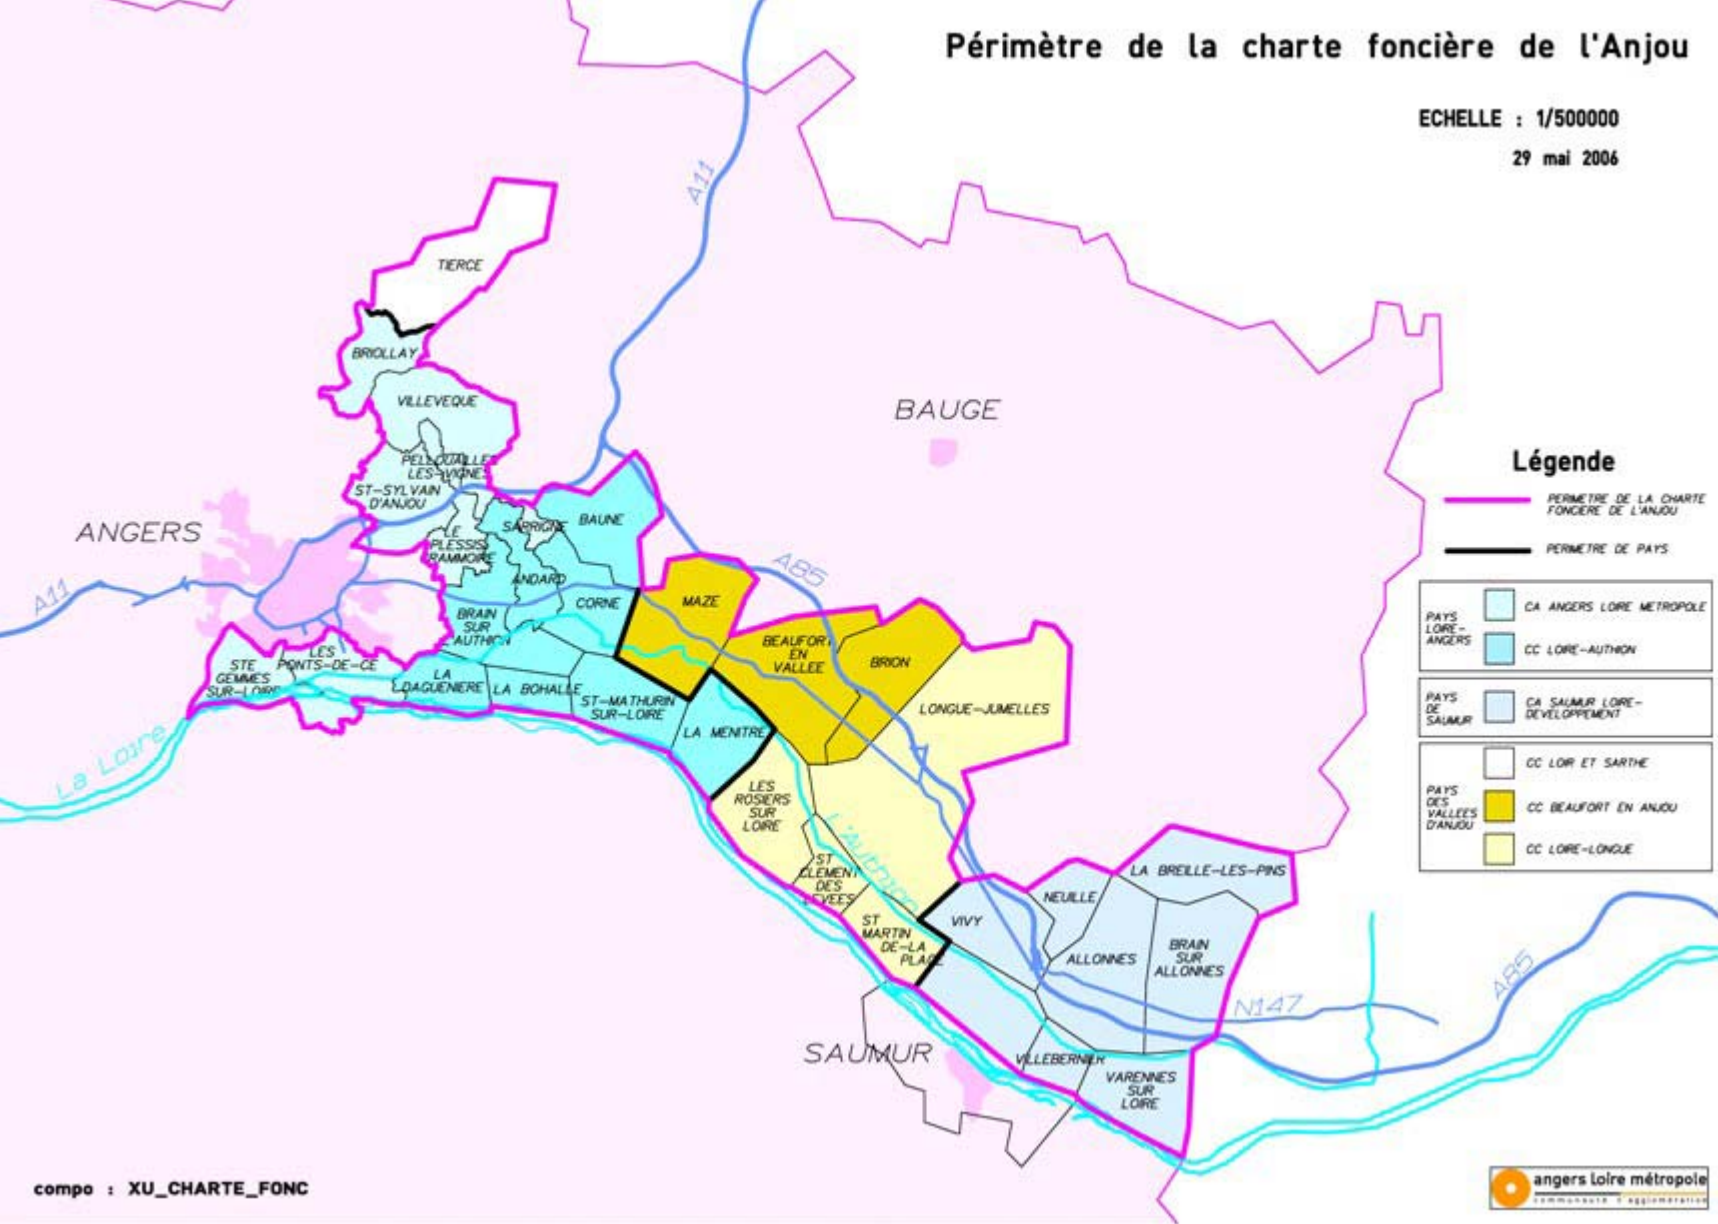 Périmètre de la charte foncière de l'Anjou
ECHELLE : 1/500000
29 mai 2006
A11
TIERCE
BRIOLLAY
VILLEVEQUE
PELLOUAILLES
LES-VIGNES
ST-SYLVAIN
D'ANJOU
BAUGE
ANGERS
SARRIGNE
BAUNE
LE
PLESSIS
GRAMMOIRE
ANDARD
A85
A11
CORNE
MAZE
BRAIN
SUR
AUTHION
BEAUFORT
EN
VALLEE
BRION
LES
PONTS-DE-CE
STE
GEMMES
SUR-LOIRE
LA
DAGUENIERE
LA BOHALLE
ST-MATHURIN
SUR-LOIRE
LA MENITRE
LONGUE-JUMELLES
La Loire
LES
ROSIERS
SUR
LOIRE
L'Authion
ST
CLEMENT
DES
LEVEES
ST
MARTIN
DE-LA
PLACE
VIVY
NEUILLE
LA BREILLE-LES-PINS
ALLONNES
BRAIN
SUR
ALLONNES
A85
N147
SAUMUR
VILLEBERNIER
VARENNES
SUR
LOIRE
Légende
PERIMETRE DE LA CHARTE
FONCIERE DE L'ANJOU
PERIMETRE DE PAYS
PAYS
LOIRE-
ANGERS
CA ANGERS LOIRE METROPOLE
CC LOIRE-AUTHION
PAYS
DE
SAUMUR
CA SAUMUR LOIRE-
DEVELOPPEMENT
PAYS
DES
VALLEES
D'ANJOU
CC LOIR ET SARTHE
CC BEAUFORT EN ANJOU
CC LOIRE-LONGUE
compo : XU_CHARTE_FONC
angers Loire métropole
communauté d'agglomération